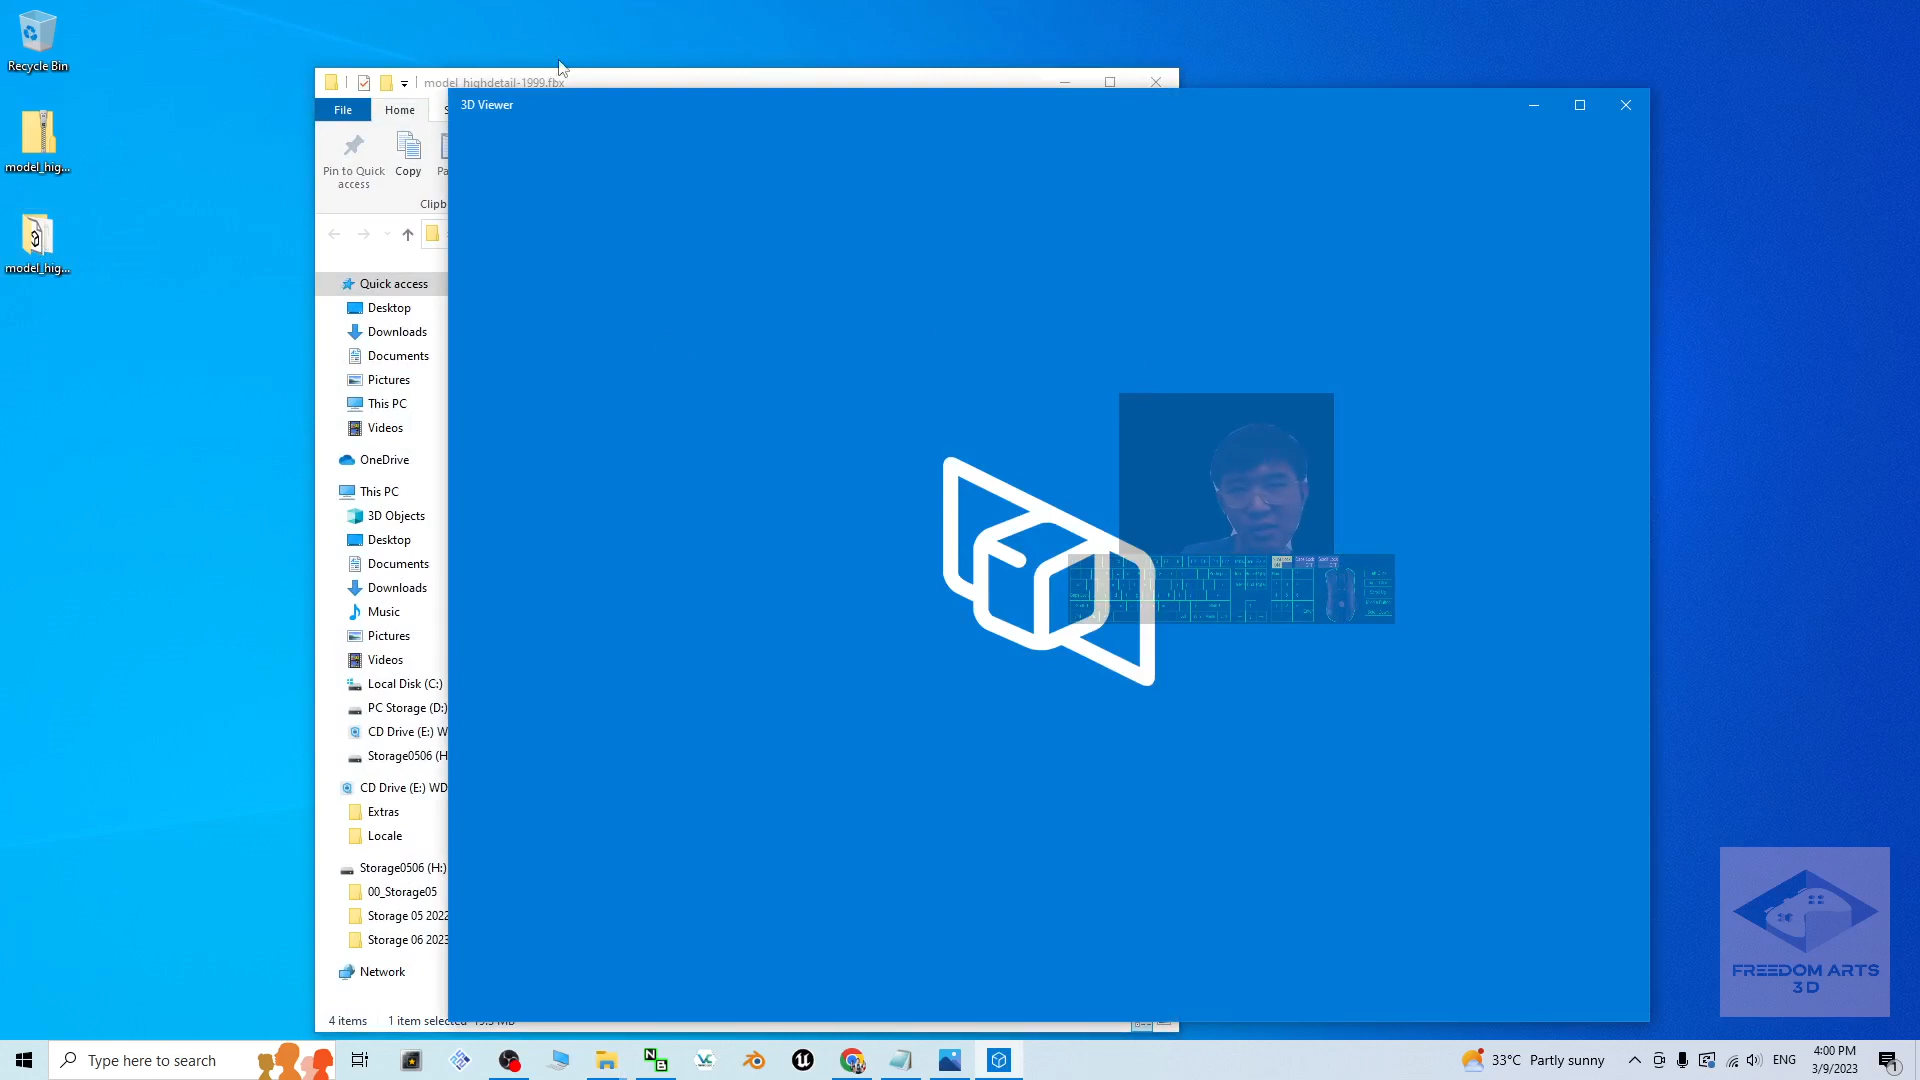 Recycle Bin
model_hig...
model_hig...
model_highdetail-1999.fbx
File
Home
Pin to Quick
access
Copy
Clipb
3D Viewer
Quick access
Desktop
Downloads
Documents
Pictures
This PC
Videos
OneDrive
This PC
3D Objects
Desktop
Documents
Downloads
Music
Pictures
Videos
Local Disk (C:)
PC Storage (D:)
CD Drive (E:) W
Storage0506 (H
CD Drive (E:) WD
Extras
Locale
Storage0506 (H:)
00_Storage05
Storage 05 2022
Storage 06 2023
Network
4 items 1 item selected
FREEDOM ARTS
3D
Type here to search
33°C Partly sunny
ENG
4:00 PM
3/9/2023
1